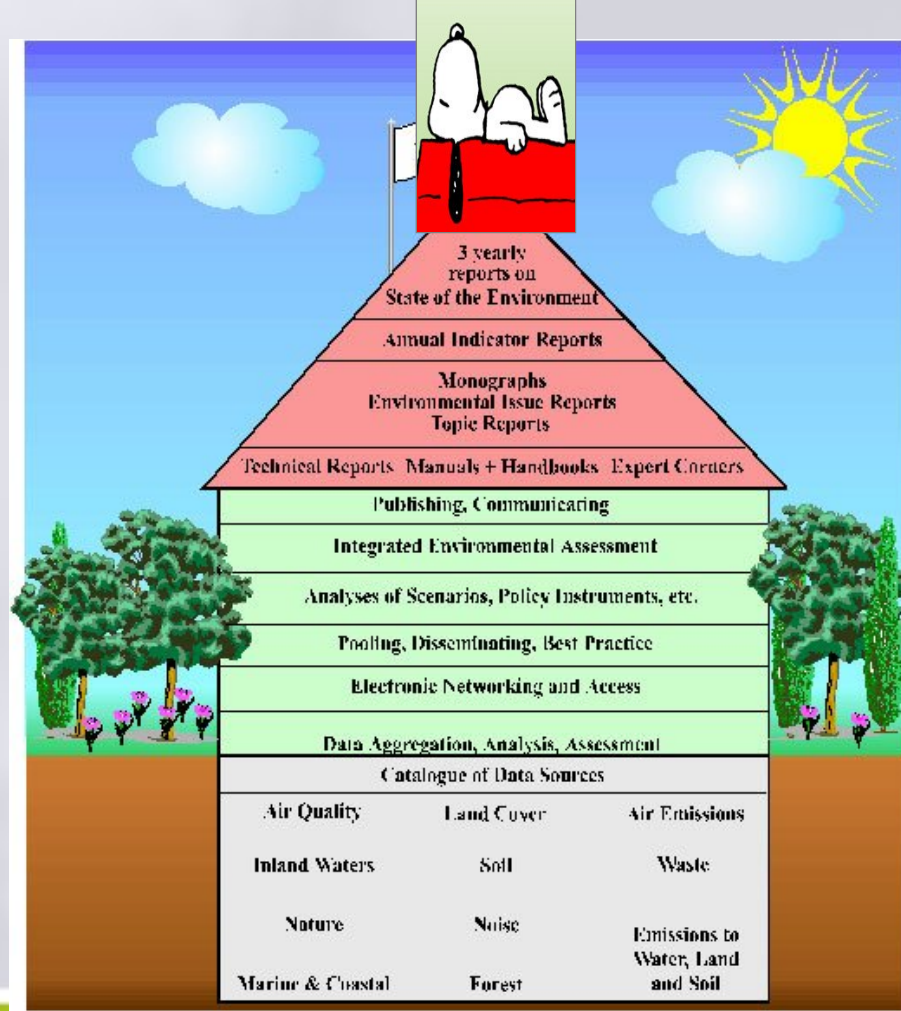 3 yearly
reports on
State of the Environment
Annual Indicator Reports
Monographs
Environmental Issue Reports
Topic Reports
Technical Reports Manuals + Handbooks Expert Corners
Publishing, Communicating
Integrated Environmental Assessment
Analyses of Scenarios, Policy Instruments, etc.
Pooling, Disseminating, Best Practice
Electronic Networking and Access
Data Aggregation, Analysis, Assessment
Catalogue of Data Sources
Air Quality Land Cover Air Emissions
Inland Waters Soil Waste
Nature Noise Emissions to
Water, Land
Marine & Coastal Forest and Soil